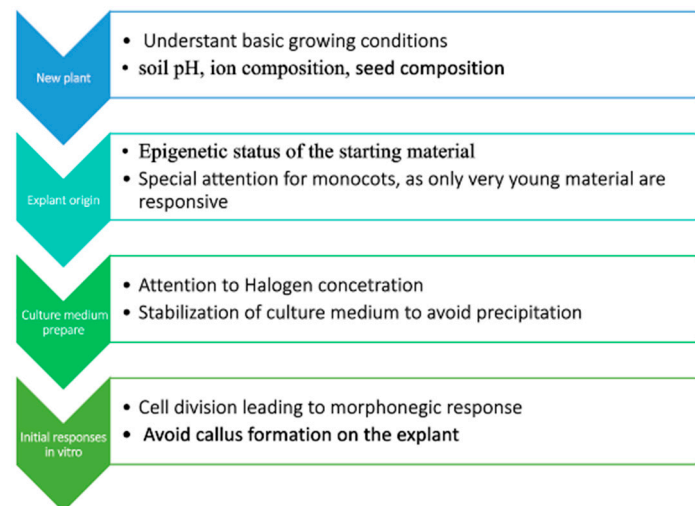 New plant
• Understant basic growing conditions
• soil pH, ion composition, seed composition
Explant origin
• Epigenetic status of the starting material
• Special attention for monocots, as only very young material are
responsive
Culture medium
prepare
• Attention to Halogen concetration
• Stabilization of culture medium to avoid precipitation
Initial responses
in vitro
• Cell division leading to morphonegic response
• Avoid callus formation on the explant